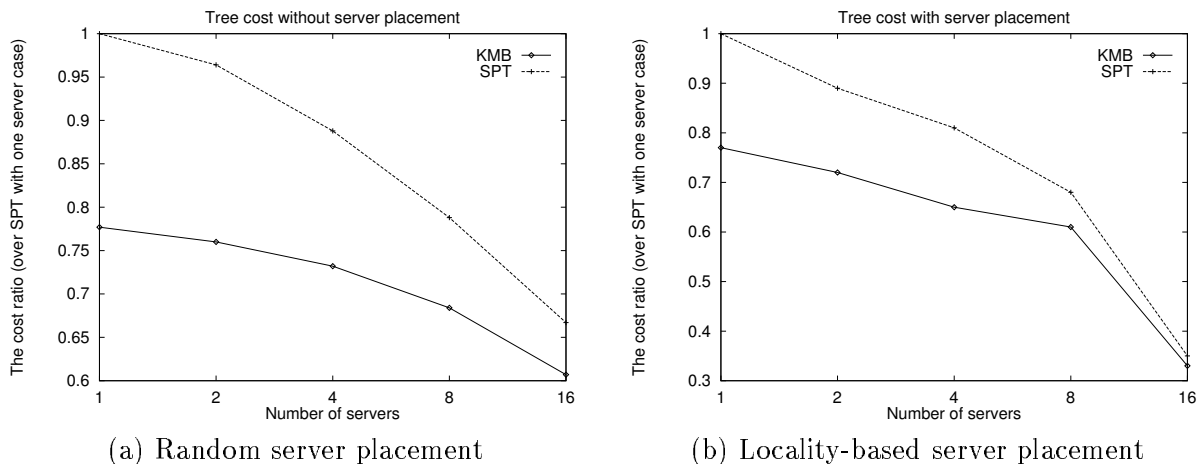 Tree cost without server placement
The cost ratio (over SPT with one server case)
1
0.95
0.9
0.85
0.8
0.75
0.7
0.65
0.6
KMB
SPT
1 2 4 8 16
Number of servers
(a) Random server placement
Tree cost with server placement
The cost ratio (over SPT with one server case)
1
0.9
0.8
0.7
0.6
0.5
0.4
0.3
KMB
SPT
1 2 4 8 16
Number of servers
(b) Locality-based server placement